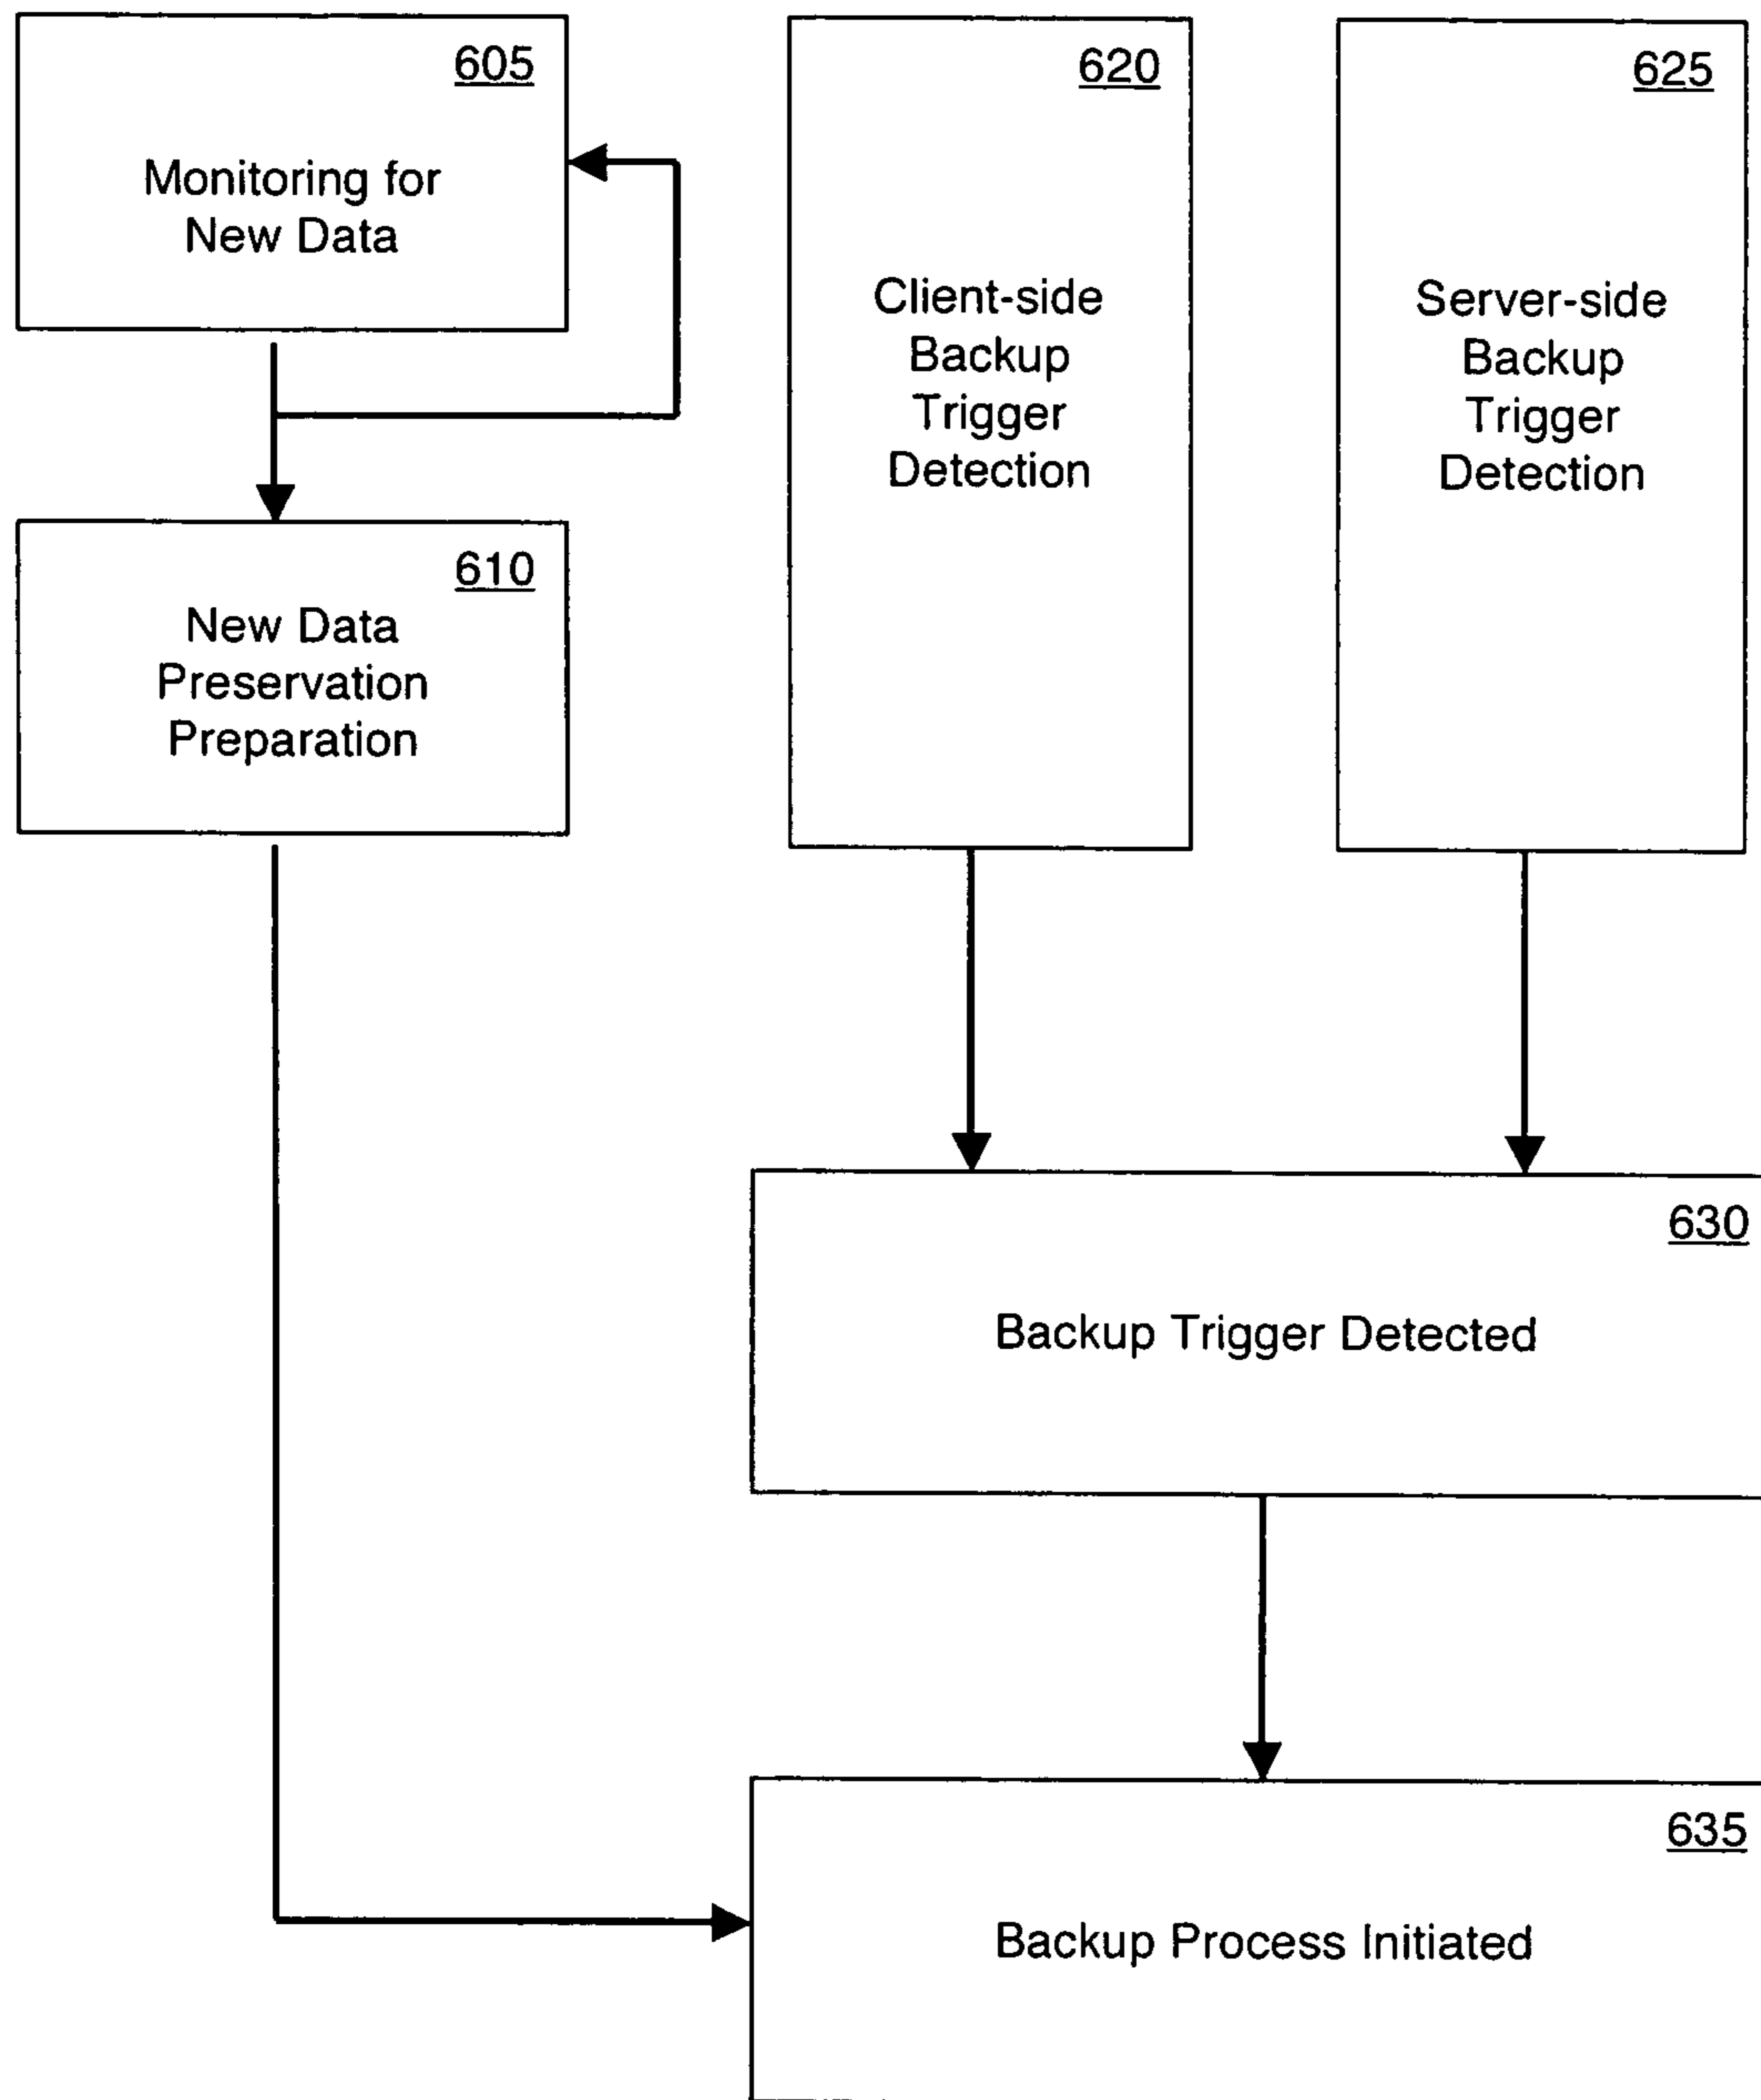 605
Monitoring for
New Data
610
New Data
Preservation
Preparation
620
Client-side
Backup
Trigger
Detection
625
Server-side
Backup
Trigger
Detection
630
Backup Trigger Detected
635
Backup Process Initiated